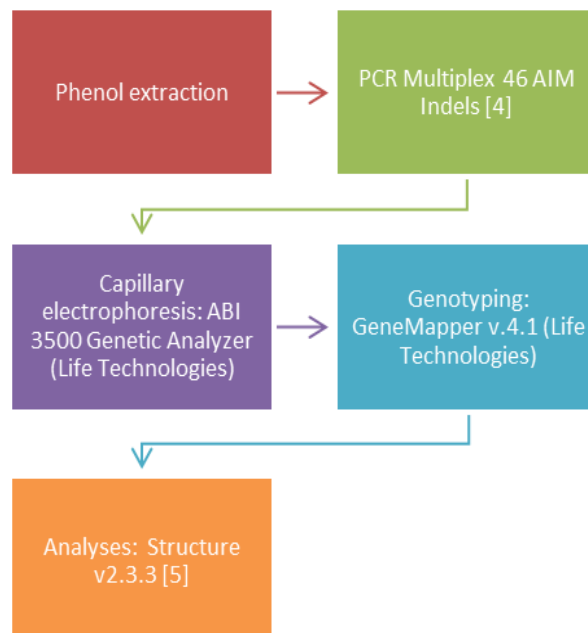 Phenol extraction
PCR Multiplex 46 AIM
Indels [4]
Capillary
electrophoresis: ABI
3500 Genetic Analyzer
(Life Technologies)
Genotyping:
GeneMapper v.4.1 (Life
Technologies)
Analyses: Structure
v2.3.3 [5]